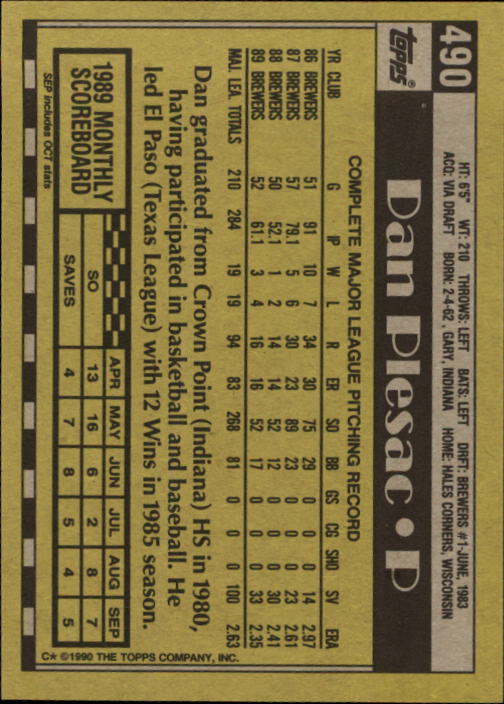 490
HT: 6'5" WT: 210 THROWS: LEFT BATS: LEFT DRFT: BREWERS #1-JUNE, 1983
ACQ: VIA DRAFT BORN: 2-4-62, GARY, INDIANA HOME: HALES CORNERS, WISCONSIN
Topps®
Dan Plesac • P
COMPLETE MAJOR LEAGUE PITCHING RECORD
YR CLUB G IP W L R ER SO BB GS CG SHO SV ERA
86 BREWERS 51 91 10 7 34 30 75 29 0 0 0 14 2.97
87 BREWERS 57 79.1 5 6 30 23 89 23 0 0 0 23 2.61
88 BREWERS 50 52.1 1 2 14 14 52 12 0 0 0 30 2.41
89 BREWERS 52 61.1 3 4 16 16 52 17 0 0 0 33 2.35
MAJ. LEA. TOTALS 210 284 19 19 94 83 268 81 0 0 0 100 2.63
Dan graduated from Crown Point (Indiana) HS in 1980,
having participated in basketball and baseball. He
led El Paso (Texas League) with 12 Wins in 1985 season.
1989 MONTHLY
SCOREBOARD
APR MAY JUN JUL AUG SEP
SO 13 16 6 2 8 7
SAVES 4 7 8 5 4 5
SEP includes OCT stats
C★ ©1990 THE TOPPS COMPANY, INC.